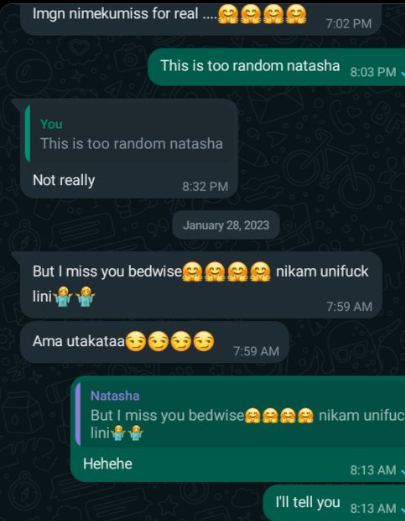 Imgn nimekumiss for real ....🤗🤗🤗🤗
7:02 PM
This is too random natasha 8:03 PM
You
This is too random natasha
Not really
8:32 PM
January 28, 2023
But I miss you bedwise🤗🤗🤗🤗 nikam unifuck
lini🤷‍♀️🤷‍♀️
7:59 AM
Ama utakataa😏😏😏😏 7:59 AM
Natasha
But I miss you bedwise🤗🤗🤗🤗 nikam unifuc
lini🤷‍♀️🤷‍♀️
Hehehe
8:13 AM
I'll tell you 8:13 AM